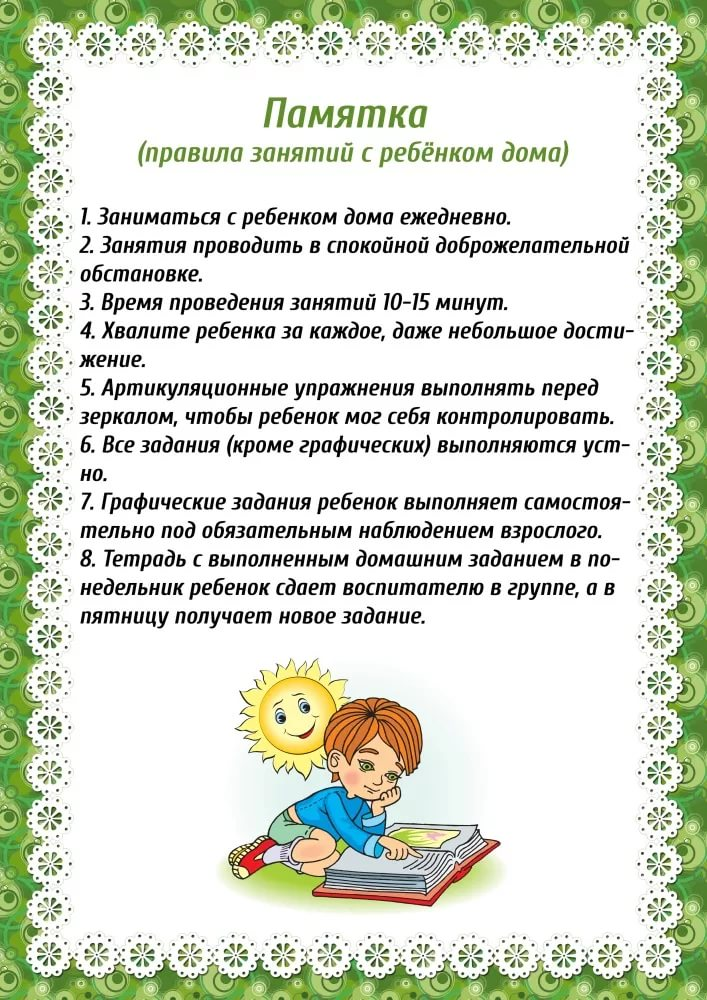 Памятка
(правила занятий с ребёнком дома)
1. Заниматься с ребенком дома ежедневно.
2. Занятия проводить в спокойной доброжелательной
обстановке.
3. Время проведения занятий 10-15 минут.
4. Хвалите ребенка за каждое, даже небольшое дости-
жение.
5. Артикуляционные упражнения выполнять перед
зеркалом, чтобы ребенок мог себя контролировать.
6. Все задания (кроме графических) выполняются уст-
но.
7. Графические задания ребенок выполняет самостоя-
тельно под обязательным наблюдением взрослого.
8. Тетрадь с выполненным домашним заданием в по-
недельник ребенок сдает воспитателю в группе, а в
пятницу получает новое задание.